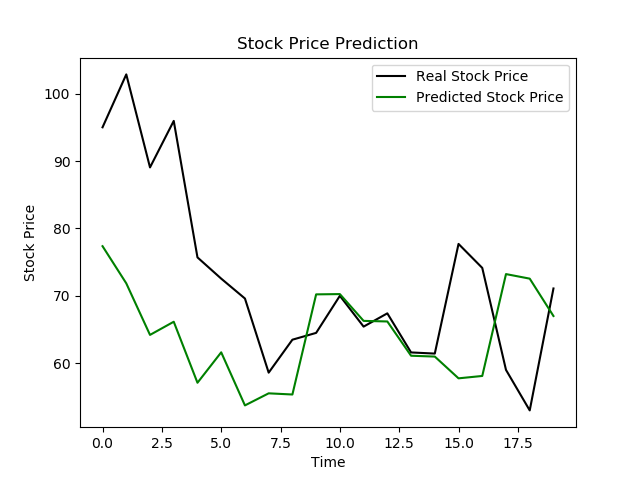 Stock Price Prediction
Real Stock Price
Predicted Stock Price
Stock Price
100
90
80
70
60
0.0 2.5 5.0 7.5 10.0 12.5 15.0 17.5
Time